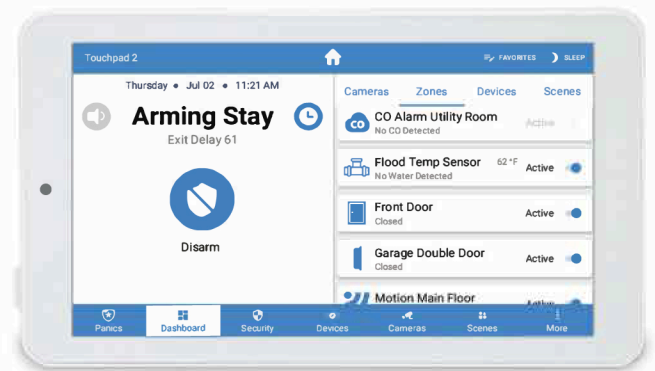 Touchpad 2
FAVORITES
SLEEP
Thursday • Jul 02 • 11:21 AM
Arming Stay
Exit Delay 61
Disarm
Cameras Zones Devices Scenes
CO
CO Alarm Utility Room
No CO Detected
Active
Flood Temp Sensor 62 °F
No Water Detected
Active
Front Door
Closed
Active
Garage Double Door
Closed
Active
Motion Main Floor
Active
Panics Dashboard Security Devices Cameras Scenes More